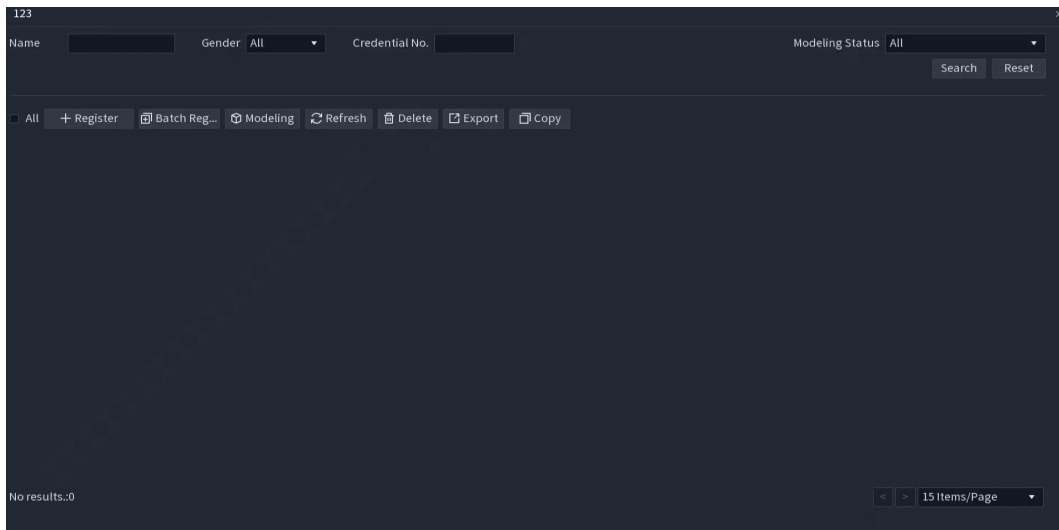 123
Name Gender All Credential No. Modeling Status All
Search Reset
All Register Batch Reg... Modeling Refresh Delete Export Copy
No results.:0 < > 15 Items/Page